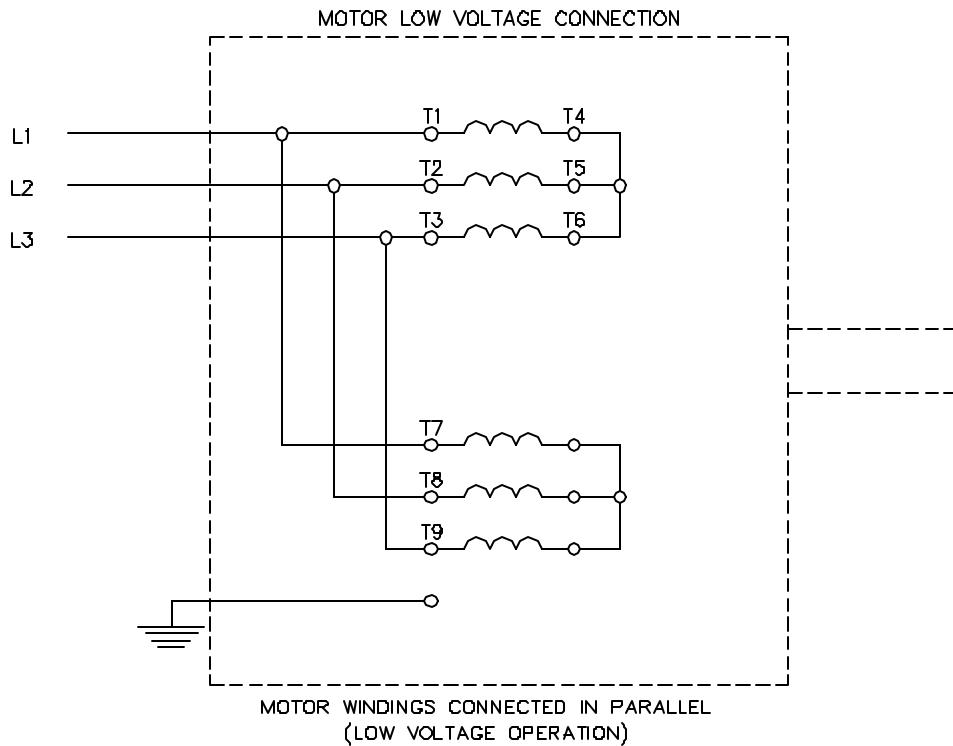 MOTOR LOW VOLTAGE CONNECTION
L1
T1
T4
L2
T2
T5
L3
T3
T6
T7
T8
T9
MOTOR WINDINGS CONNECTED IN PARALLEL
(LOW VOLTAGE OPERATION)